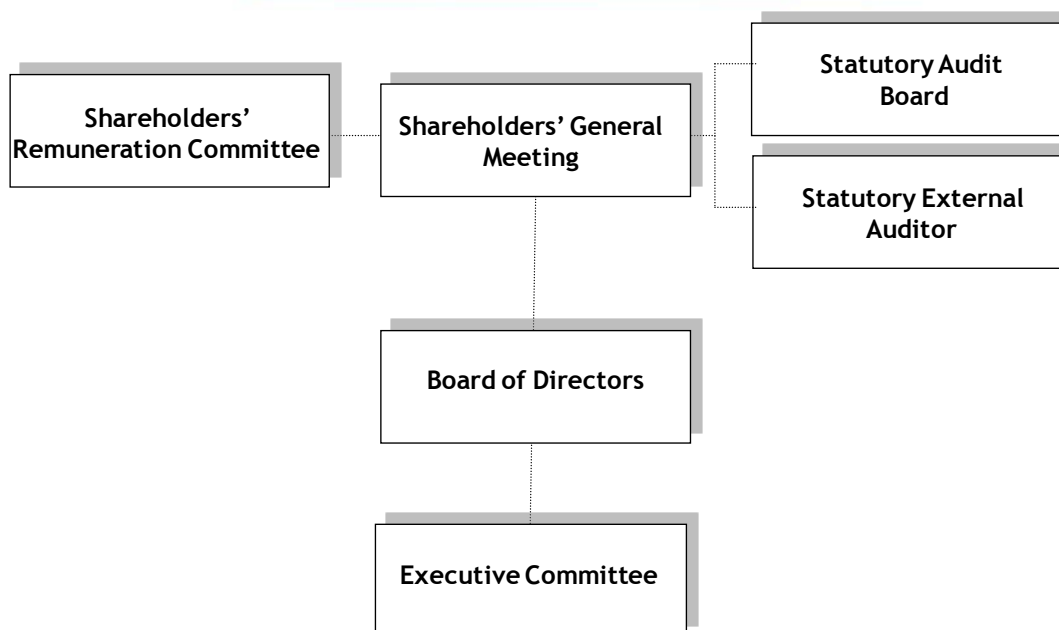 Shareholders’
Remuneration Committee
Shareholders’ General
Meeting
Statutory Audit
Board
Statutory External
Auditor
Board of Directors
Executive Committee